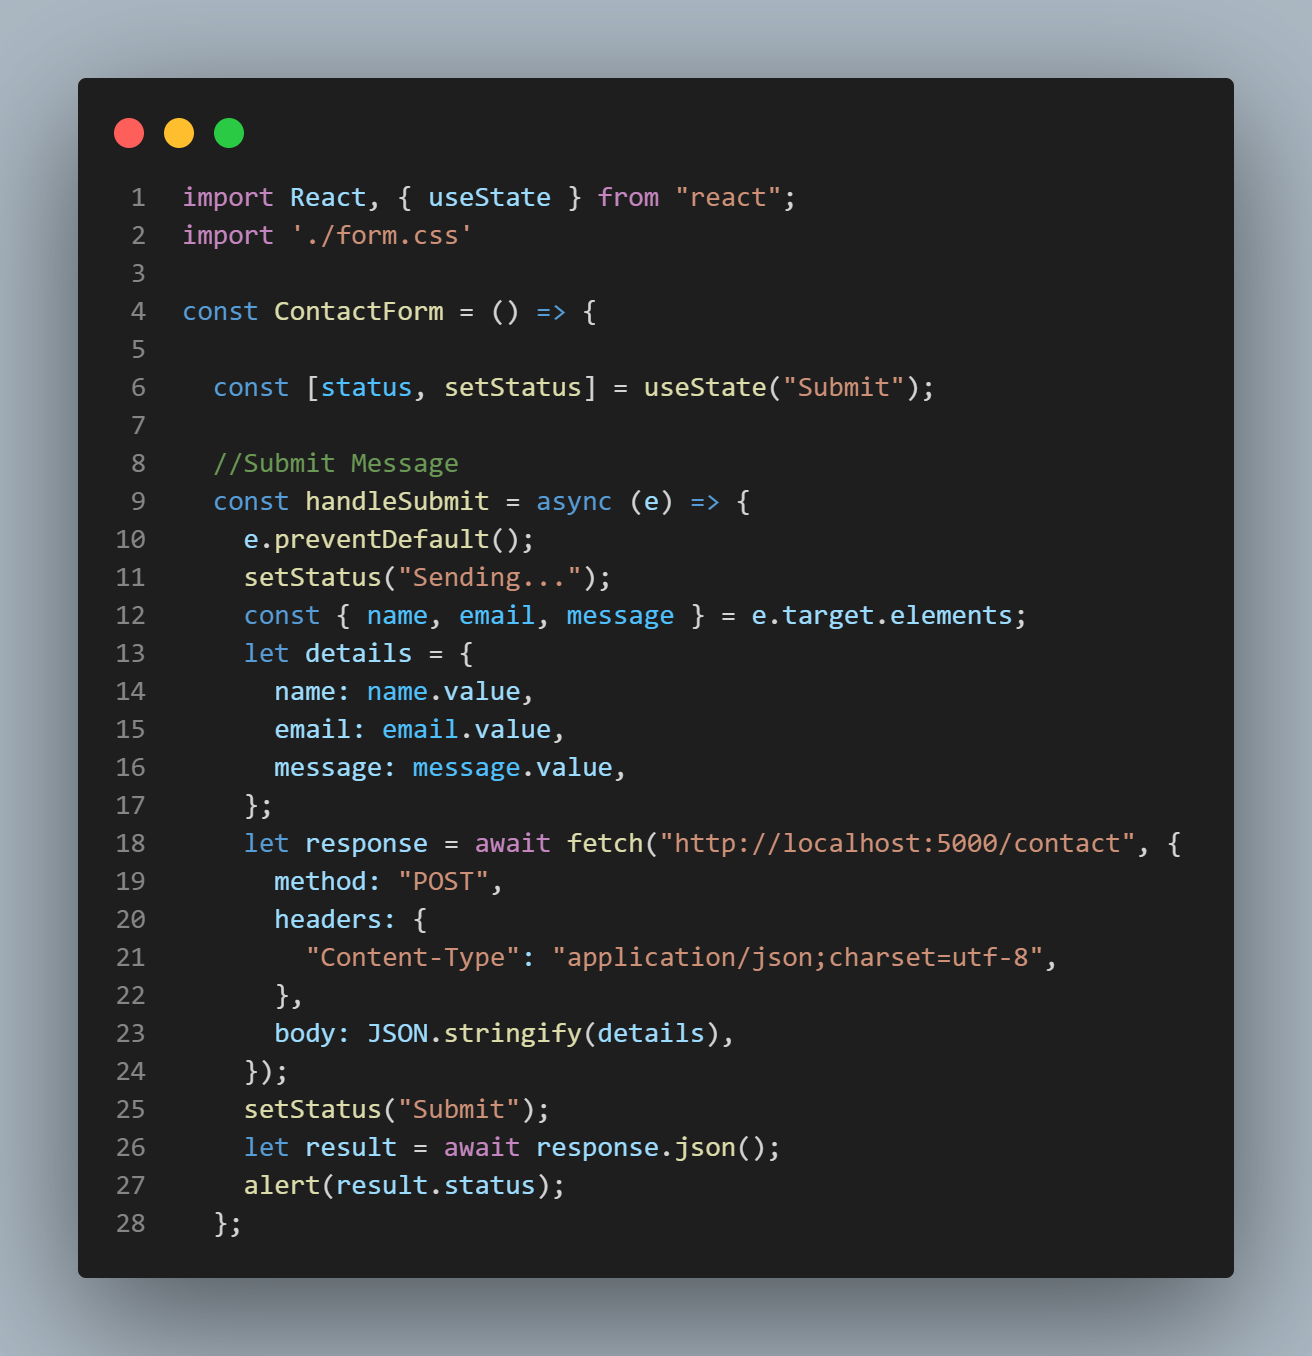 1 import React, { useState } from "react";
2 import './form.css'
3
4 const ContactForm = () => {
5
6   const [status, setStatus] = useState("Submit");
7
8   //Submit Message
9   const handleSubmit = async (e) => {
10     e.preventDefault();
11     setStatus("Sending...");
12     const { name, email, message } = e.target.elements;
13     let details = {
14       name: name.value,
15       email: email.value,
16       message: message.value,
17     };
18     let response = await fetch("http://localhost:5000/contact", {
19       method: "POST",
20       headers: {
21         "Content-Type": "application/json;charset=utf-8",
22       },
23       body: JSON.stringify(details),
24     });
25     setStatus("Submit");
26     let result = await response.json();
27     alert(result.status);
28   };